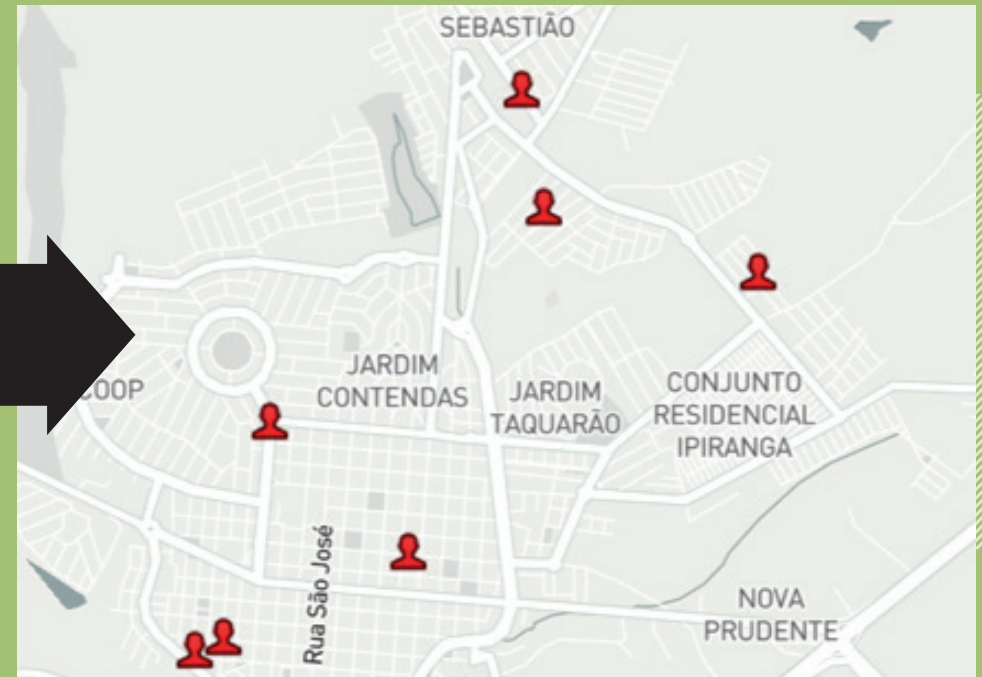 SEBASTIÃO
JARDIM
CONTENDAS
COOP
JARDIM
TAQUARÃO
CONJUNTO
RESIDENCIAL
IPIRANGA
Rua São José
NOVA
PRUDENTE